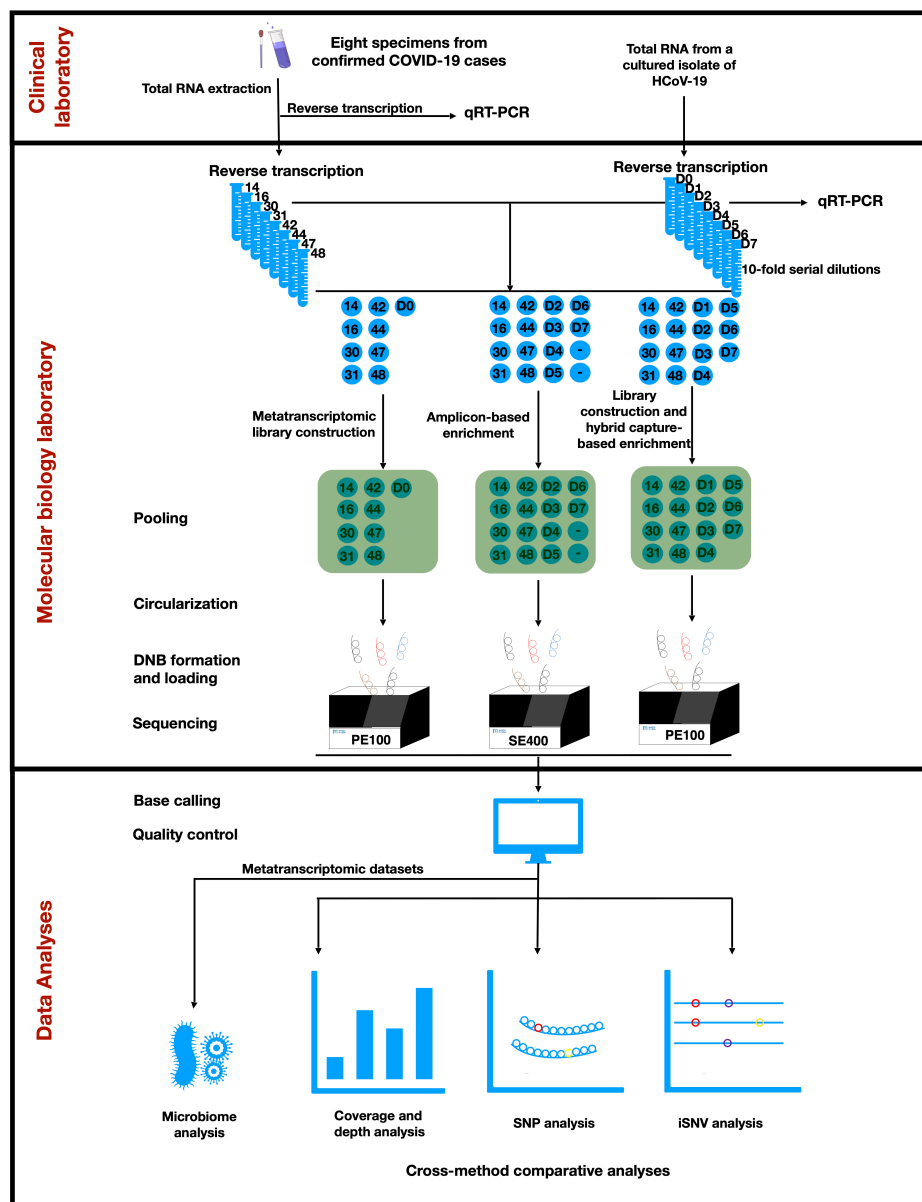 Clinical
laboratory
Eight specimens from
confirmed COVID-19 cases
Total RNA from a
cultured isolate of
HCoV-19
Total RNA extraction
Reverse transcription
qRT-PCR
Molecular biology laboratory
Reverse transcription
Reverse transcription
14
16
30
31
42
44
47
48
D0
D1
D2
D3
D4
D5
D6
D7
qRT-PCR
10-fold serial dilutions
14 42 D0
16 44
30 47
31 48
14 42 D2 D6
16 44 D3 D7
30 47 D4 -
31 48 D5 -
14 42 D1 D5
16 44 D2 D6
30 47 D3 D7
31 48 D4
Metatranscriptomic
library construction
Amplicon-based
enrichment
Library
construction and
hybrid capture-
based enrichment
Pooling
14 42 D0
16 44
30 47
31 48
14 42 D2 D6
16 44 D3 D7
30 47 D4 -
31 48 D5 -
14 42 D1 D5
16 44 D2 D6
30 47 D3 D7
31 48 D4
Circularization
DNB formation
and loading
Sequencing
PE100
SE400
PE100
Data Analyses
Base calling
Quality control
Metatranscriptomic datasets
Microbiome
analysis
Coverage and
depth analysis
SNP analysis
iSNV analysis
Cross-method comparative analyses